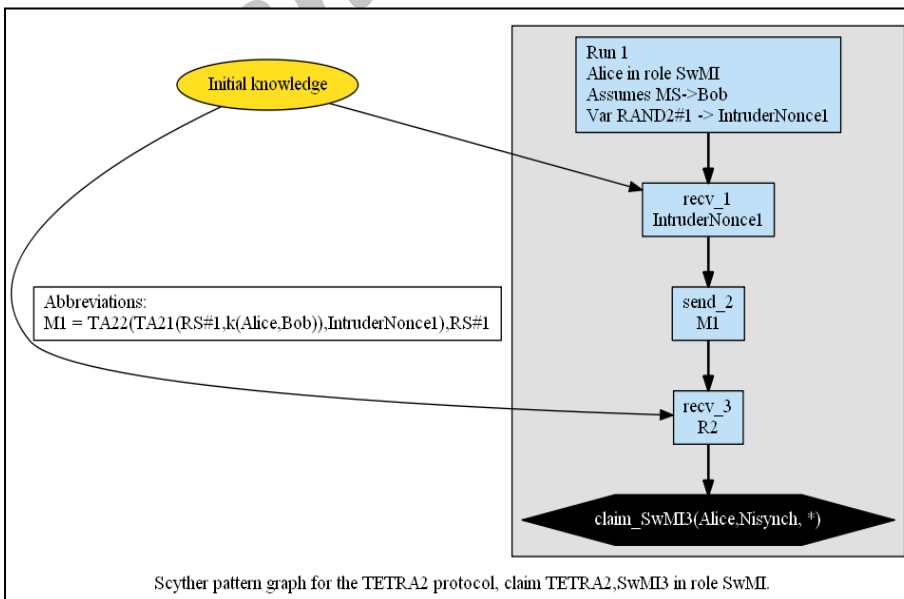 Initial knowledge
Run 1
Alice in role SwMI
Assumes MS->Bob
Var RAND2#1 -> IntruderNonce1
recv_1
IntruderNonce1
Abbreviations:
M1 = TA22(TA21(RS#1,k(Alice,Bob)),IntruderNonce1),RS#1
send_2
M1
recv_3
R2
claim_SwMI3(Alice,Nisynch, *)
Scyther pattern graph for the TETRA2 protocol, claim TETRA2,SwMI3 in role SwMI.